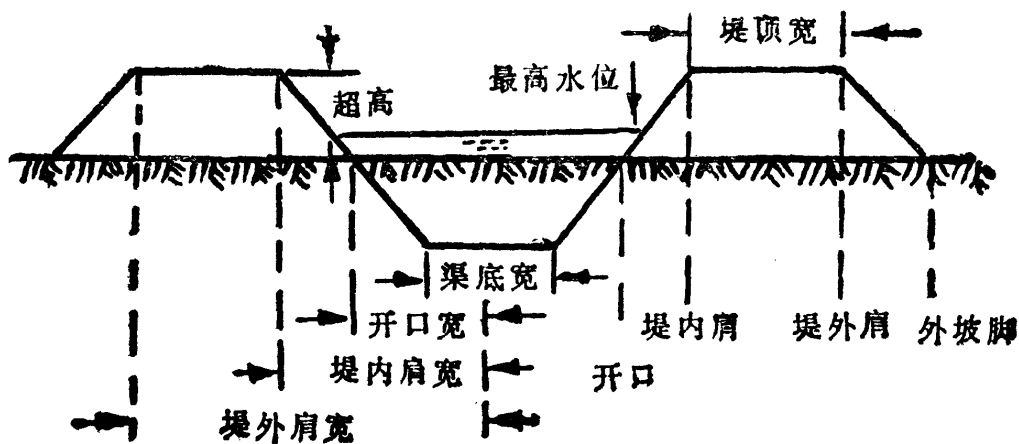 堤顶宽
最高水位
超高
渠底宽
开口宽
堤内肩
堤外肩
外坡脚
堤内肩宽
开口
堤外肩宽